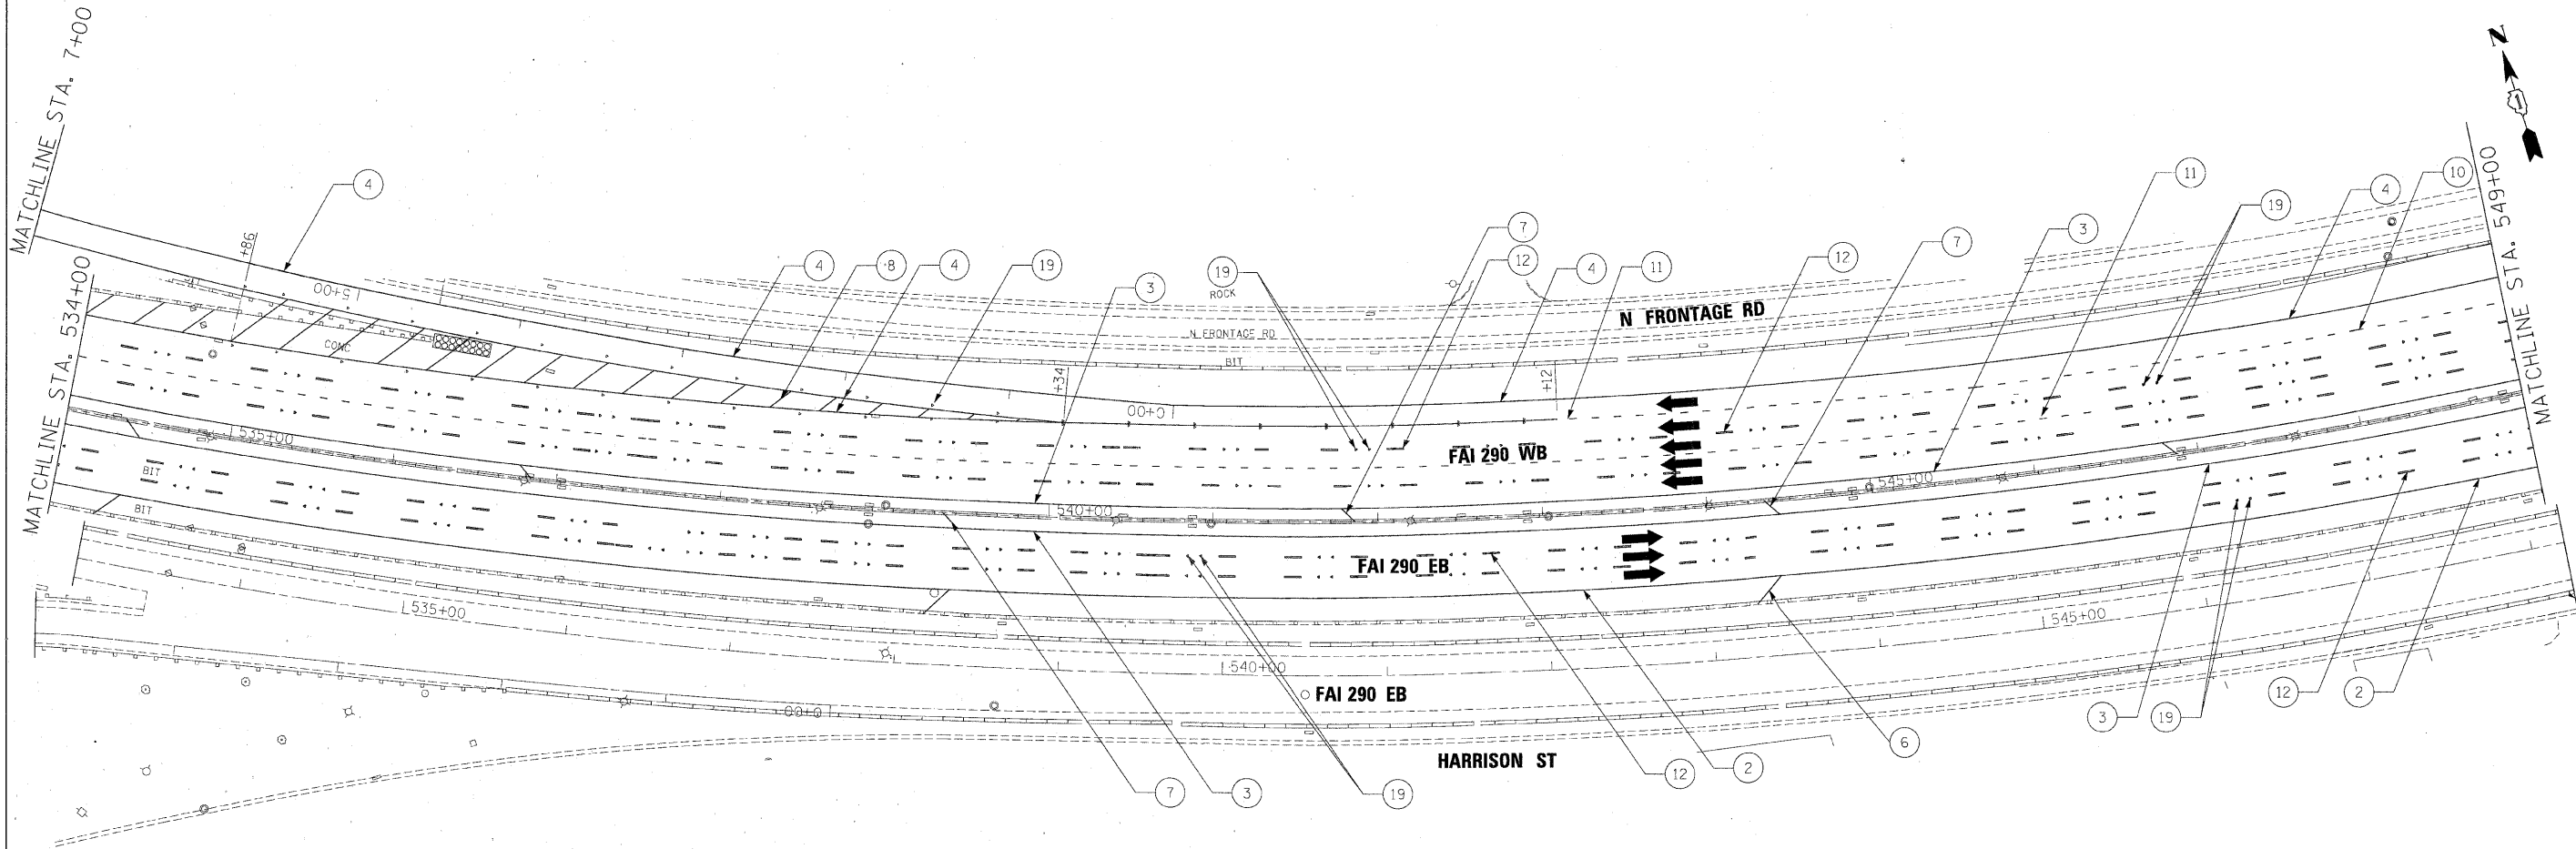 MATCHLINE STA. 7+00
N
1
MATCHLINE STA. 534+00
MATCHLINE STA. 549+00
4
+86
5+00
4
8
4
19
3
19
7
12
4
11
12
7
3
11
19
4
10
CONC
ROCK
N FRONTAGE RD
BIT
N FRONTAGE RD
+34
+12
0+00
FAI 290 WB
535+00
BIT
BIT
540+00
545+00
FAI 290 EB
535+00
540+00
545+00
FAI 290 EB
0+00
HARRISON ST
7
3
19
12
2
6
3
19
12
2